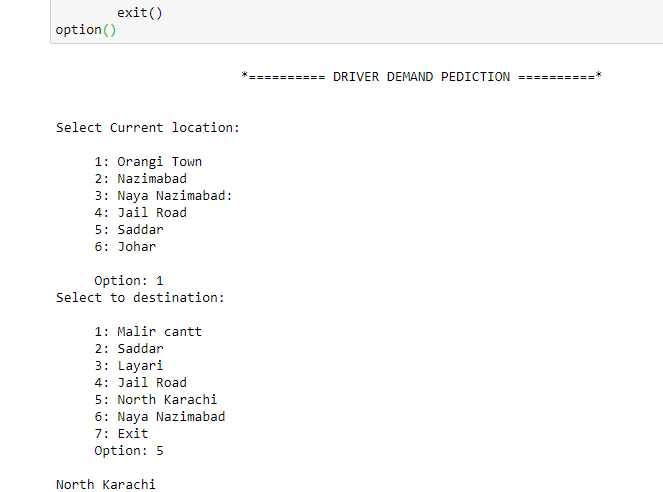 exit()
option()
*========== DRIVER DEMAND PEDICTION ==========*
Select Current location:
1: Orangi Town
2: Nazimabad
3: Naya Nazimabad:
4: Jail Road
5: Saddar
6: Johar
Option: 1
Select to destination:
1: Malir cantt
2: Saddar
3: Layari
4: Jail Road
5: North Karachi
6: Naya Nazimabad
7: Exit
Option: 5
North Karachi